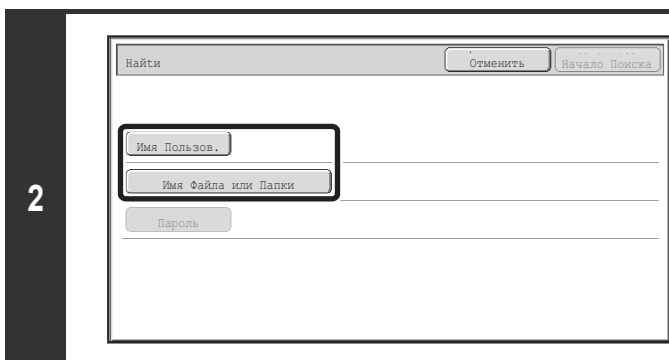 2
Найти
Отменить
Начало Поиска
Имя Пользов.
Имя Файла или Папки
Пароль